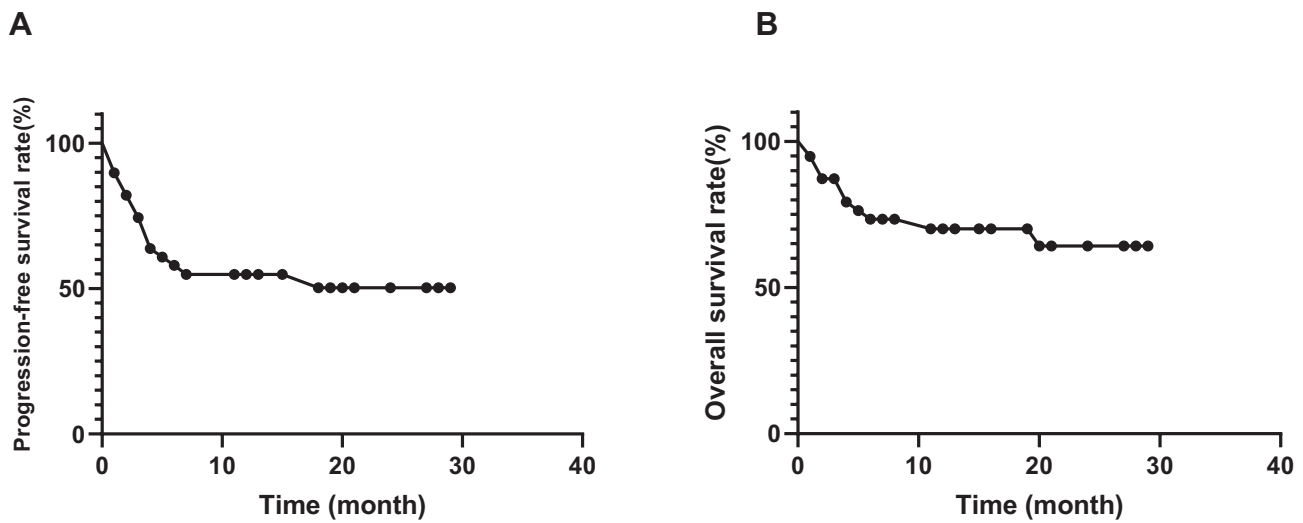 A
Progression-free survival rate(%)
100
50
0
0 10 20 30 40
Time (month)
B
Overall survival rate(%)
100
50
0
0 10 20 30 40
Time (month)